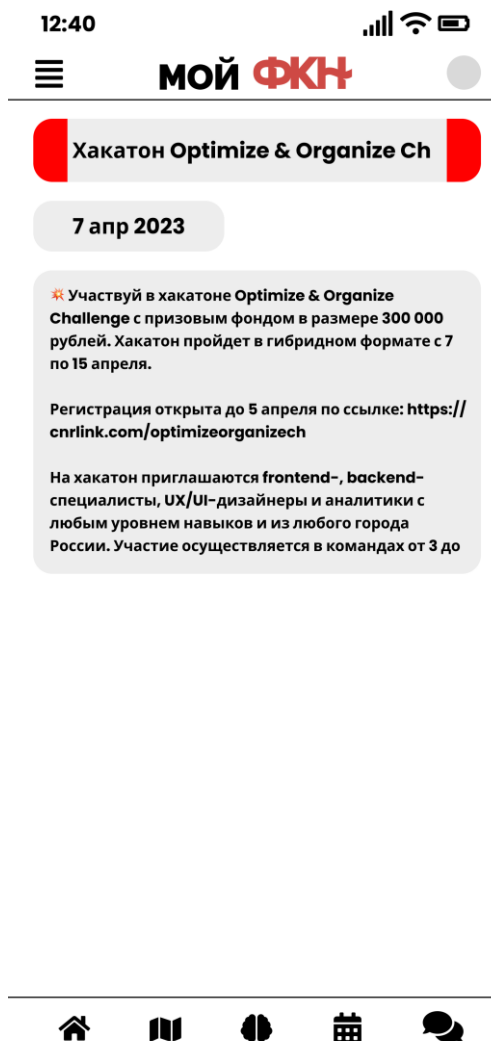 12:40
мой ФКН
Хакатон Optimize & Organize Ch
7 апр 2023
💥 Участвуй в хакатоне Optimize & Organize
Challenge с призовым фондом в размере 300 000
рублей. Хакатон пройдет в гибридном формате с 7
по 15 апреля.
Регистрация открыта до 5 апреля по ссылке: https://
cnrlink.com/optimizeorganizech
На хакатон приглашаются frontend-, backend-
специалисты, UX/UI-дизайнеры и аналитики с
любым уровнем навыков и из любого города
России. Участие осуществляется в командах от 3 до